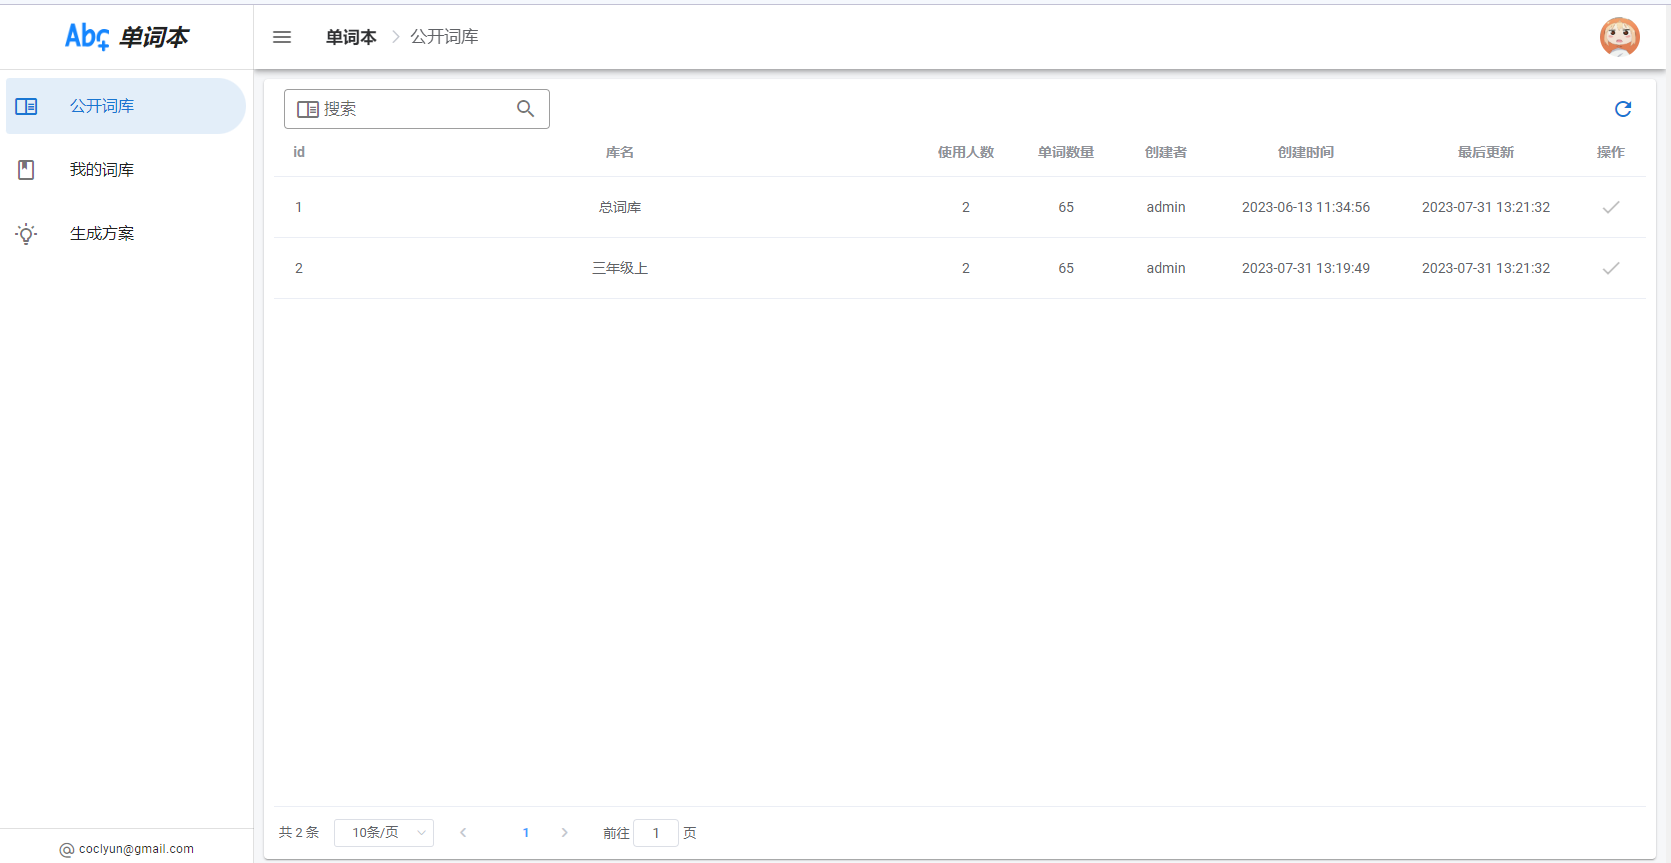 Abc 单词本
单词本 公开词库
公开词库
我的词库
生成方案
搜索
id 库名 使用人数 单词数量 创建者 创建时间 最后更新 操作
1 总词库 2 65 admin 2023-06-13 11:34:56 2023-07-31 13:21:32
2 三年级上 2 65 admin 2023-07-31 13:19:49 2023-07-31 13:21:32
共 2 条 10条/页 1 前往 1 页
@ coclyun@gmail.com